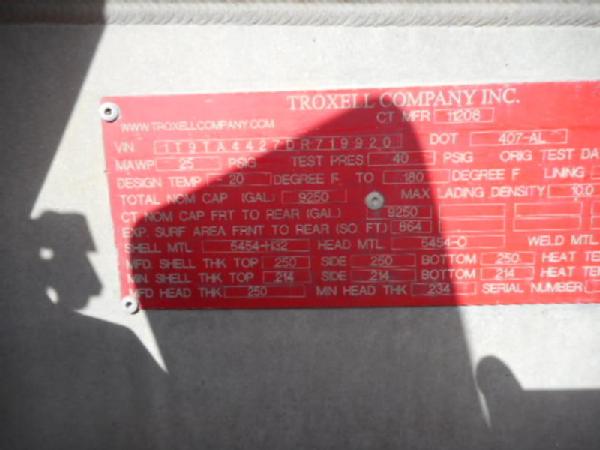 TROXELL COMPANY INC.
WWW.TROXELLCOMPANY.COM CT MFR 11206
VIN 1T9TA4427DR719920 DOT 407-AL
MAWP 25 PSIG TEST PRES 40 PSIG ORIG TEST DA
DESIGN TEMP 20 DEGREE F. TO 180 DEGREE F LINING
TOTAL NOM CAP (GAL) 9250 MAX LADING DENSITY 10.0
CT NOM CAP FRT TO REAR (GAL) 9250
EXP. SURF AREA FRNT TO REAR (SQ. FT) 864
SHELL MTL 5454-H32 HEAD MTL 5454-O WELD MTL
MFD. SHELL THK TOP 250 SIDE 250 BOTTOM 250 HEAT TE
MIN. SHELL THK TOP .214 SIDE .214 BOTTOM 214 HEAT TE
MFD HEAD THK 250 MIN HEAD THK .234 SERIAL NUMBER